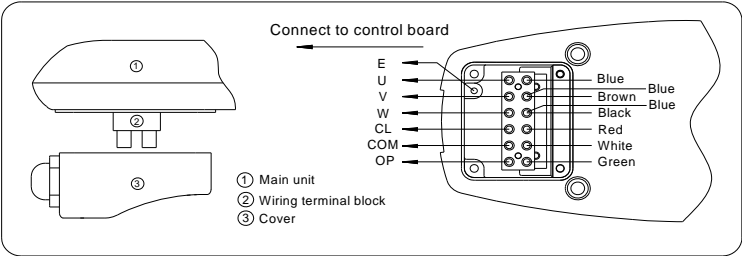 Connect to control board
E
U
V
W
CL
COM
OP
Blue
Blue
Brown
Blue
Black
Red
White
Green
1
2
3
① Main unit
② Wiring terminal block
③ Cover